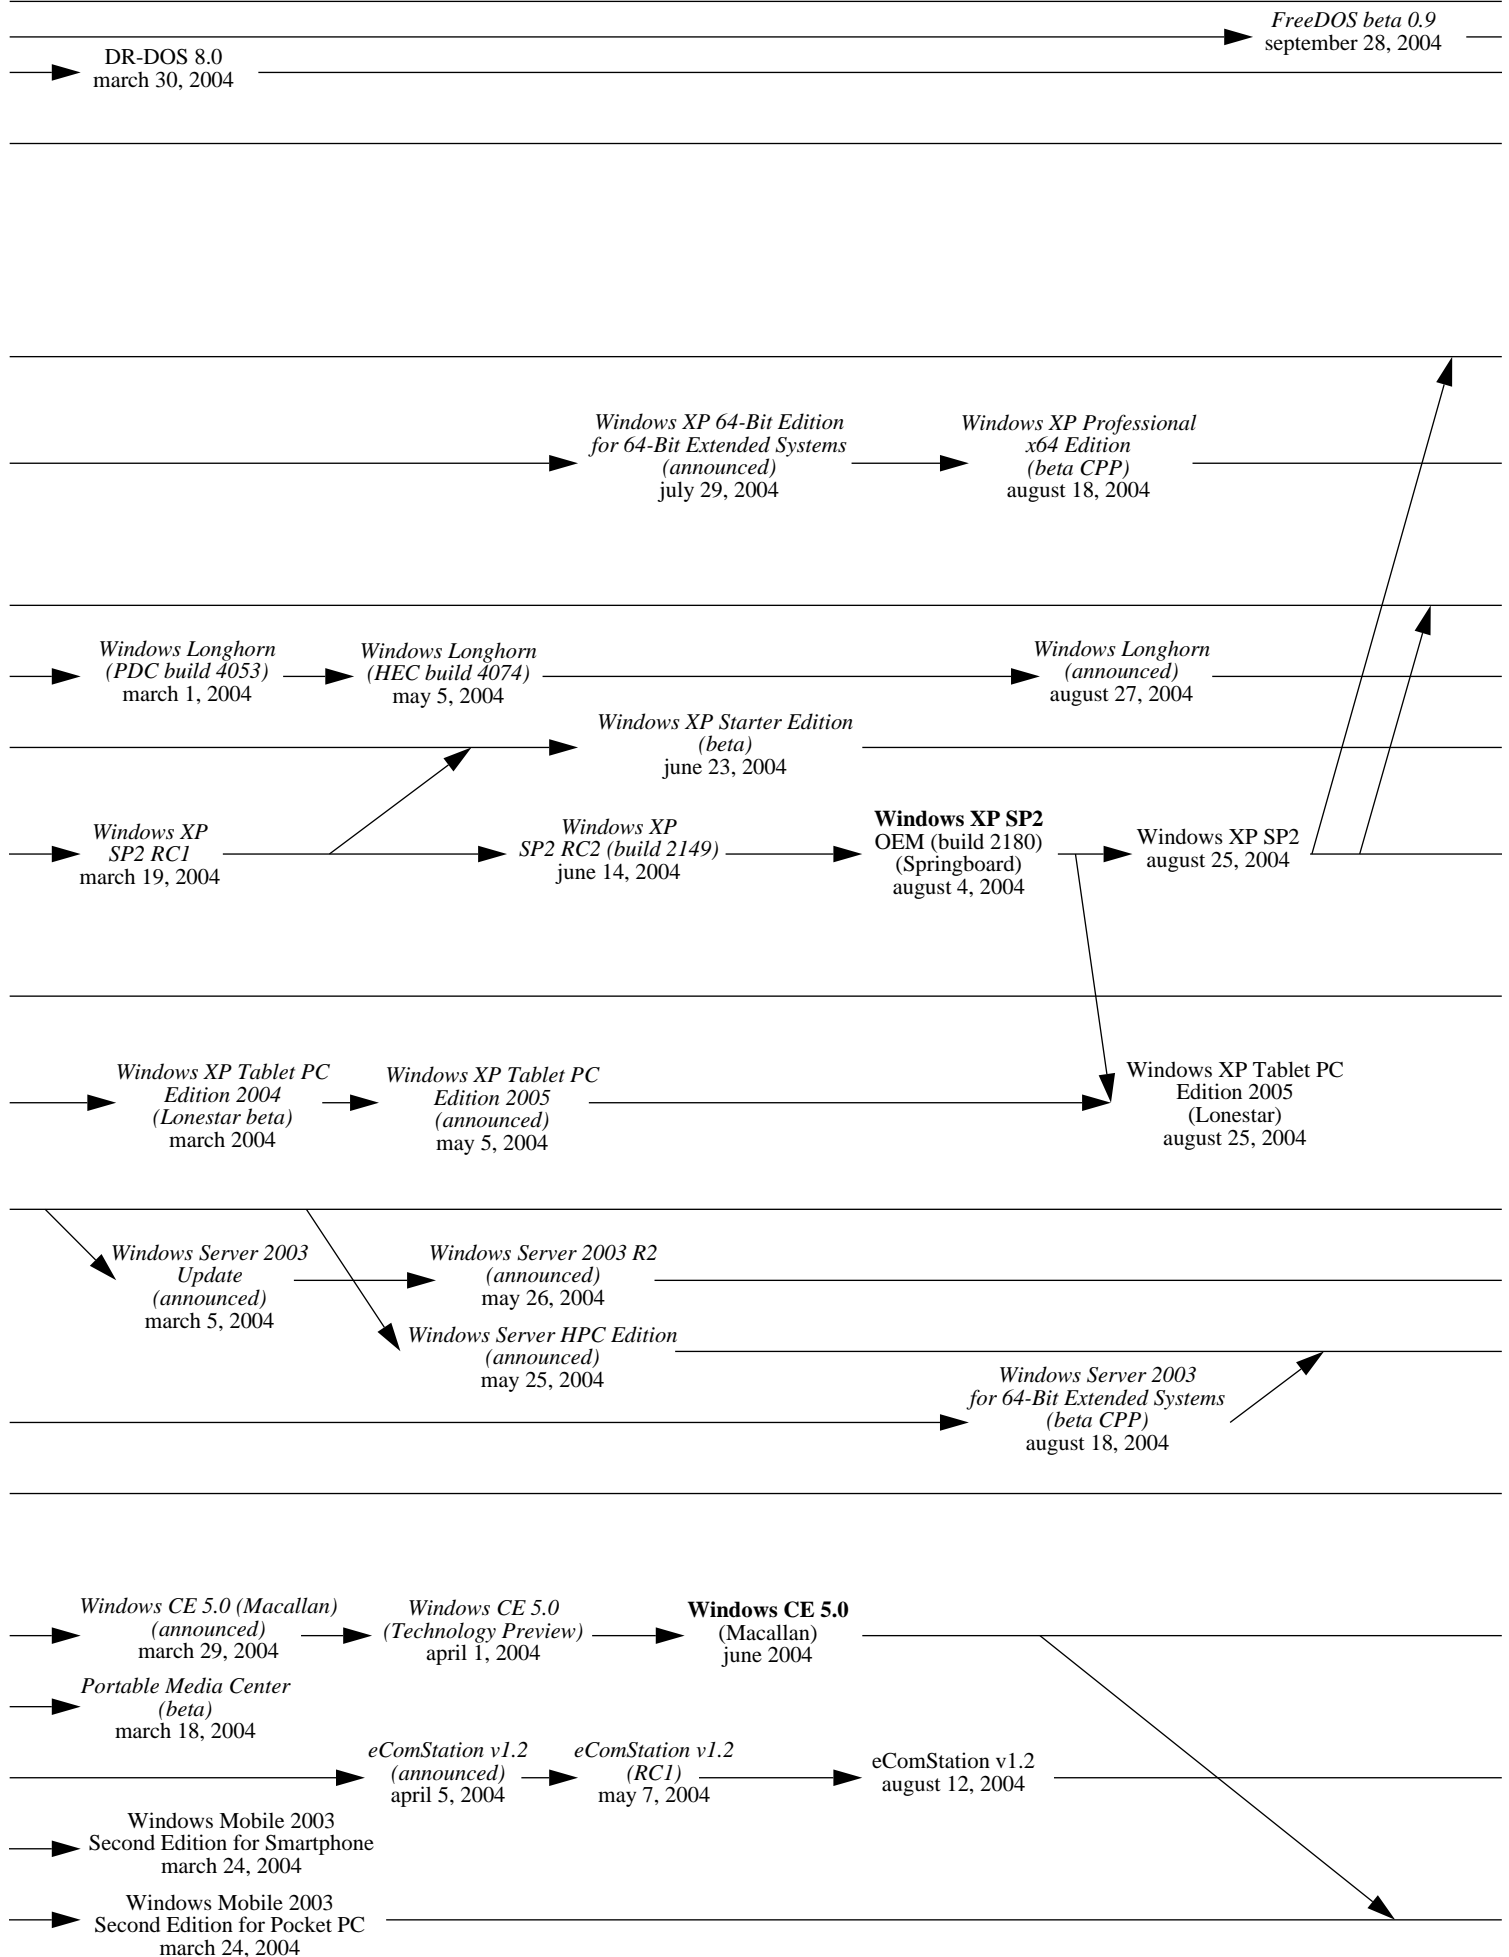 FreeDOS beta 0.9
september 28, 2004
DR-DOS 8.0
march 30, 2004
Windows XP 64-Bit Edition
for 64-Bit Extended Systems
(announced)
july 29, 2004
Windows XP Professional
x64 Edition
(beta CPP)
august 18, 2004
Windows Longhorn
(PDC build 4053)
march 1, 2004
Windows Longhorn
(HEC build 4074)
may 5, 2004
Windows Longhorn
(announced)
august 27, 2004
Windows XP Starter Edition
(beta)
june 23, 2004
Windows XP
SP2 RC1
march 19, 2004
Windows XP
SP2 RC2 (build 2149)
june 14, 2004
Windows XP SP2
OEM (build 2180)
(Springboard)
august 4, 2004
Windows XP SP2
august 25, 2004
Windows XP Tablet PC
Edition 2004
(Lonestar beta)
march 2004
Windows XP Tablet PC
Edition 2005
(announced)
may 5, 2004
Windows XP Tablet PC
Edition 2005
(Lonestar)
august 25, 2004
Windows Server 2003
Update
(announced)
march 5, 2004
Windows Server 2003 R2
(announced)
may 26, 2004
Windows Server HPC Edition
(announced)
may 25, 2004
Windows Server 2003
for 64-Bit Extended Systems
(beta CPP)
august 18, 2004
Windows CE 5.0 (Macallan)
(announced)
march 29, 2004
Windows CE 5.0
(Technology Preview)
april 1, 2004
Windows CE 5.0
(Macallan)
june 2004
Portable Media Center
(beta)
march 18, 2004
eComStation v1.2
(announced)
april 5, 2004
eComStation v1.2
(RC1)
may 7, 2004
eComStation v1.2
august 12, 2004
Windows Mobile 2003
Second Edition for Smartphone
march 24, 2004
Windows Mobile 2003
Second Edition for Pocket PC
march 24, 2004